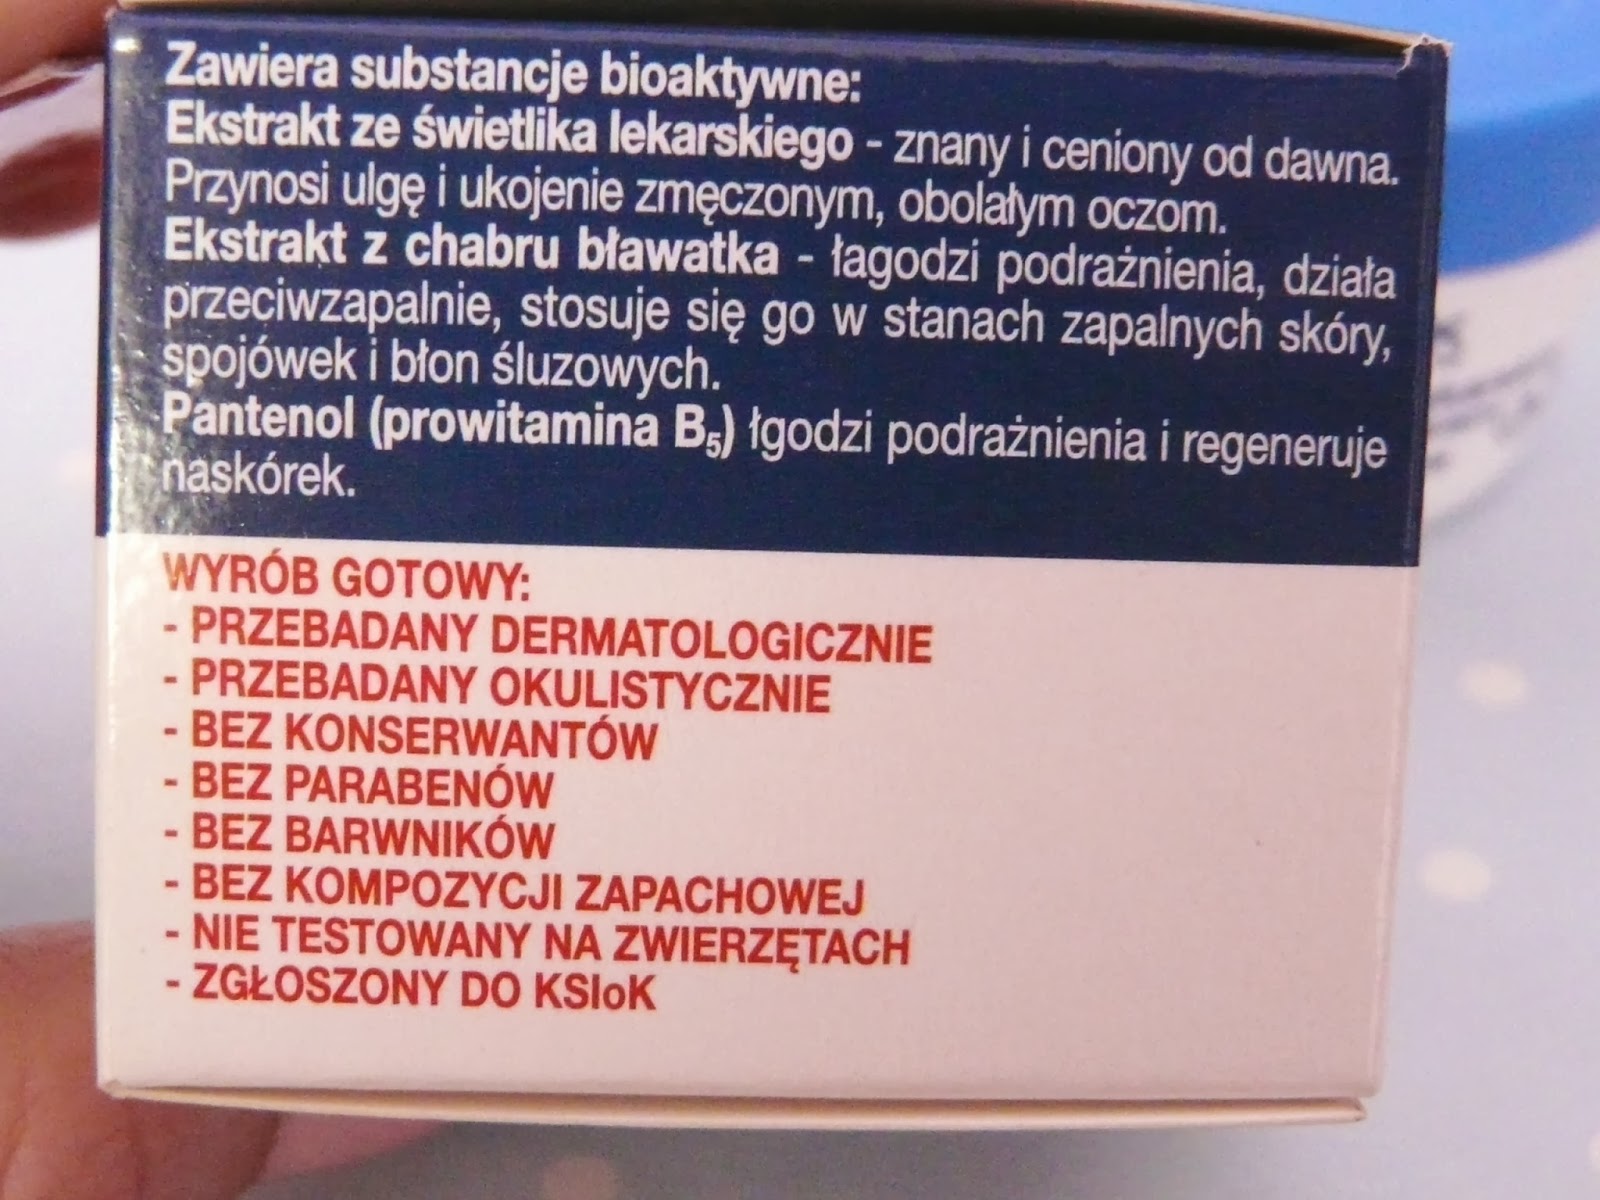 Zawiera substancje bioaktywne:
Ekstrakt ze świetlika lekarskiego - znany i ceniony od dawna.
Przynosi ulgę i ukojenie zmęczonym, obolałym oczom.
Ekstrakt z chabru bławatka - łagodzi podrażnienia, działa
przeciwzapalnie, stosuje się go w stanach zapalnych skóry,
spojówek i błon śluzowych.
Pantenol (prowitamina B₅) łgodzi podrażnienia i regeneruje
naskórek.
WYRÓB GOTOWY:
- PRZEBADANY DERMATOLOGICZNIE
- PRZEBADANY OKULISTYCZNIE
- BEZ KONSERWANTÓW
- BEZ PARABENÓW
- BEZ BARWNIKÓW
- BEZ KOMPOZYCJI ZAPACHOWEJ
- NIE TESTOWANY NA ZWIERZĘTACH
- ZGŁOSZONY DO KSIoK